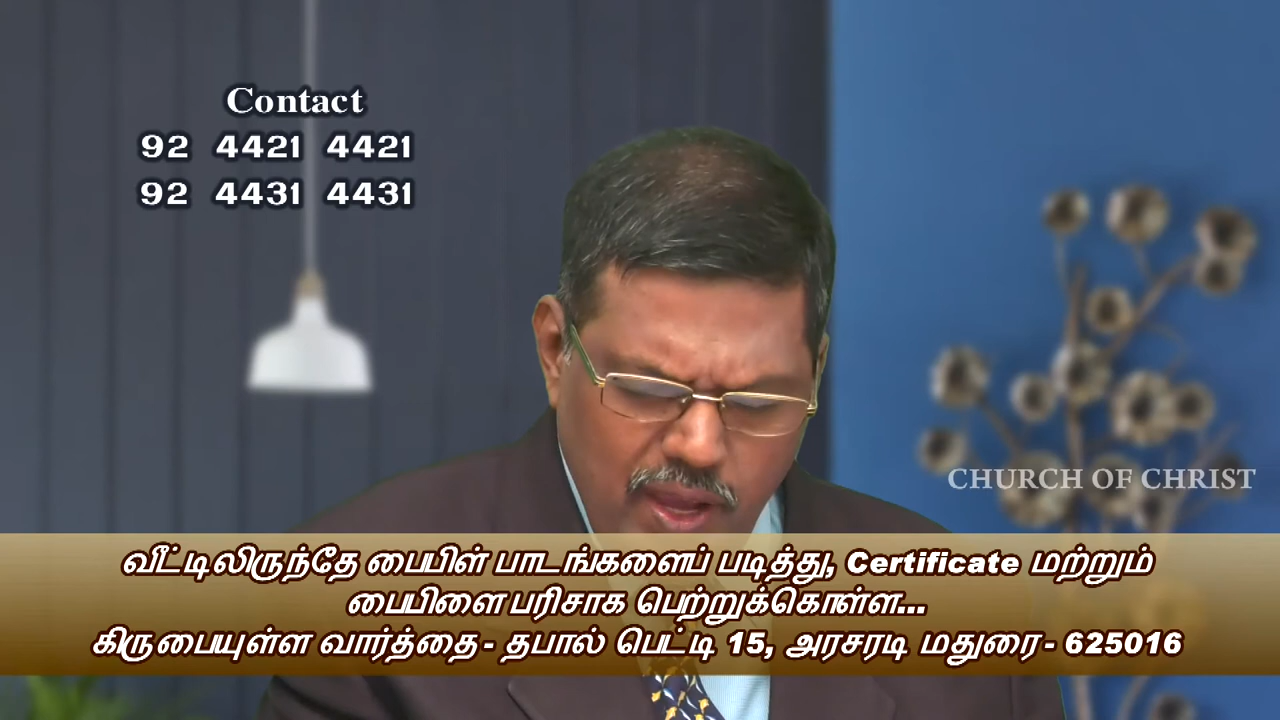 Contact
92 4421 4421
92 4431 4431
CHURCH OF CHRIST
வீட்டிலிருந்தே பைபிள் பாடங்களைப் படித்து, Certificate மற்றும்
பைபிளை பரிசாக பெற்றுக்கொள்ள...
கிருபையுள்ள வார்த்தை - தபால் பெட்டி 15, அரசரடி மதுரை - 625016